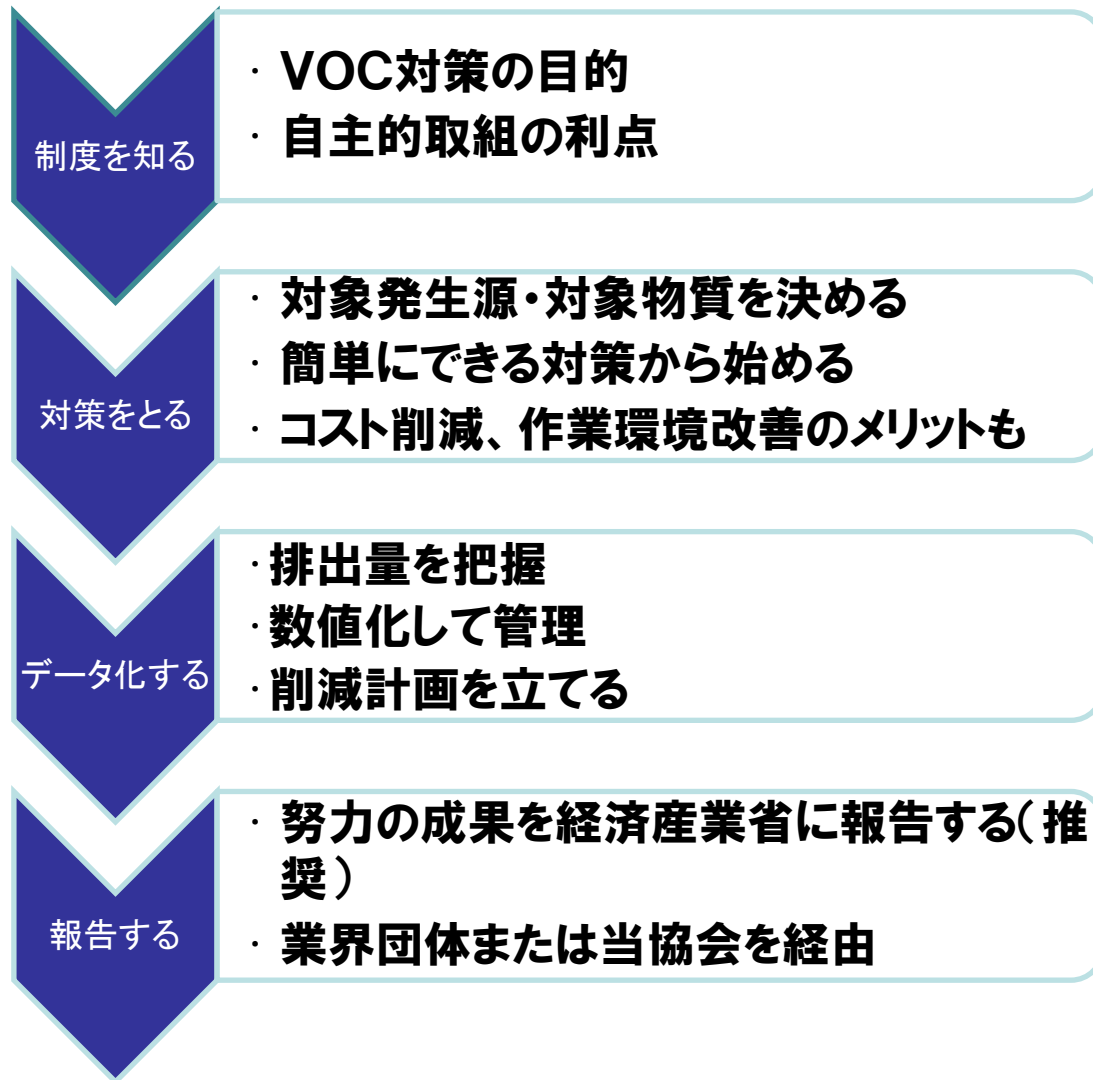 制度を知る
・VOC対策の目的
・自主的取組の利点
対策をとる
・対象発生源・対象物質を決める
・簡単にできる対策から始める
・コスト削減、作業環境改善のメリットも
データ化する
・排出量を把握
・数値化して管理
・削減計画を立てる
報告する
・努力の成果を経済産業省に報告する（推
奨）
・業界団体または当協会を経由